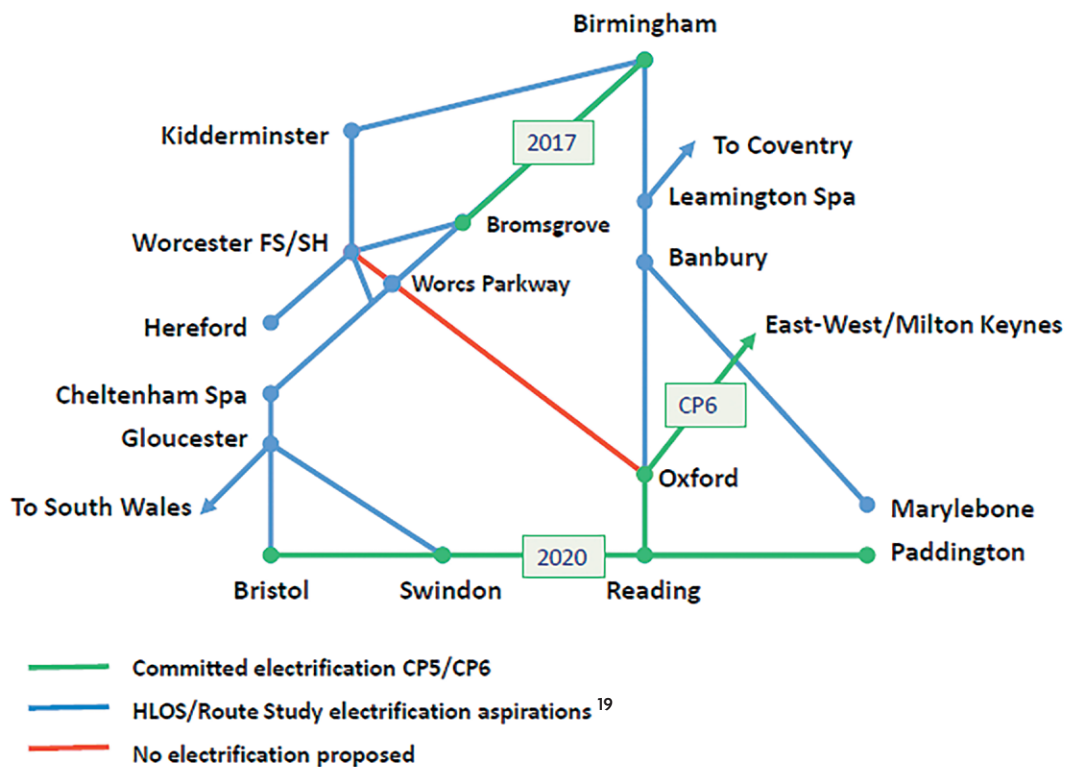 Birmingham
Kidderminster
2017
To Coventry
Leamington Spa
Bromsgrove
Worcester FS/SH
Banbury
Worcs Parkway
Hereford
East-West/Milton Keynes
Cheltenham Spa
CP6
Gloucester
Oxford
To South Wales
Marylebone
2020
Paddington
Bristol
Swindon
Reading
Committed electrification CP5/CP6
HLOS/Route Study electrification aspirations 19
No electrification proposed